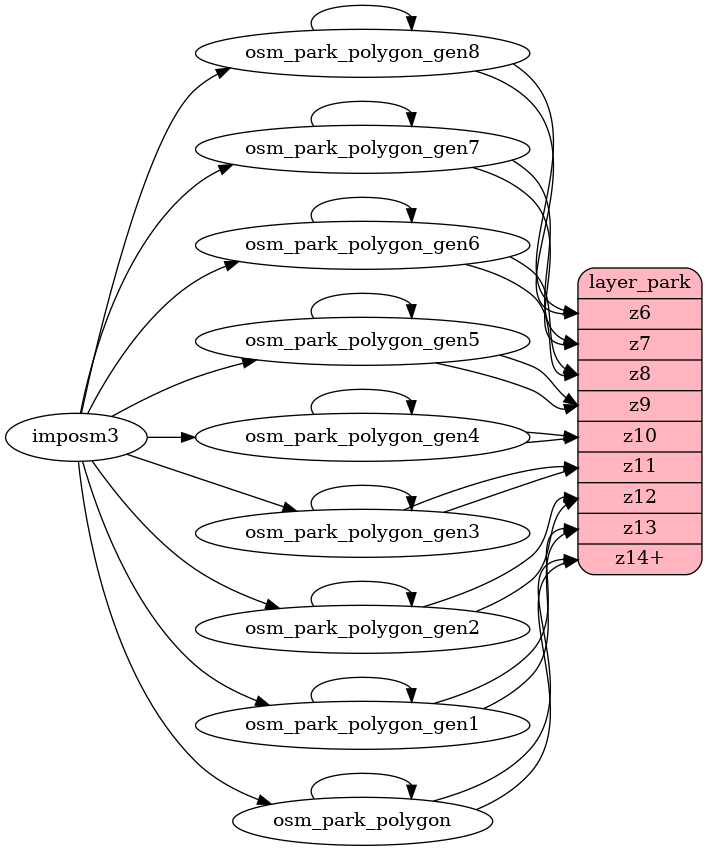 osm_park_polygon_gen8
osm_park_polygon_gen7
osm_park_polygon_gen6
osm_park_polygon_gen5
imposm3
osm_park_polygon_gen4
osm_park_polygon_gen3
osm_park_polygon_gen2
osm_park_polygon_gen1
osm_park_polygon
layer_park
z6
z7
z8
z9
z10
z11
z12
z13
z14+